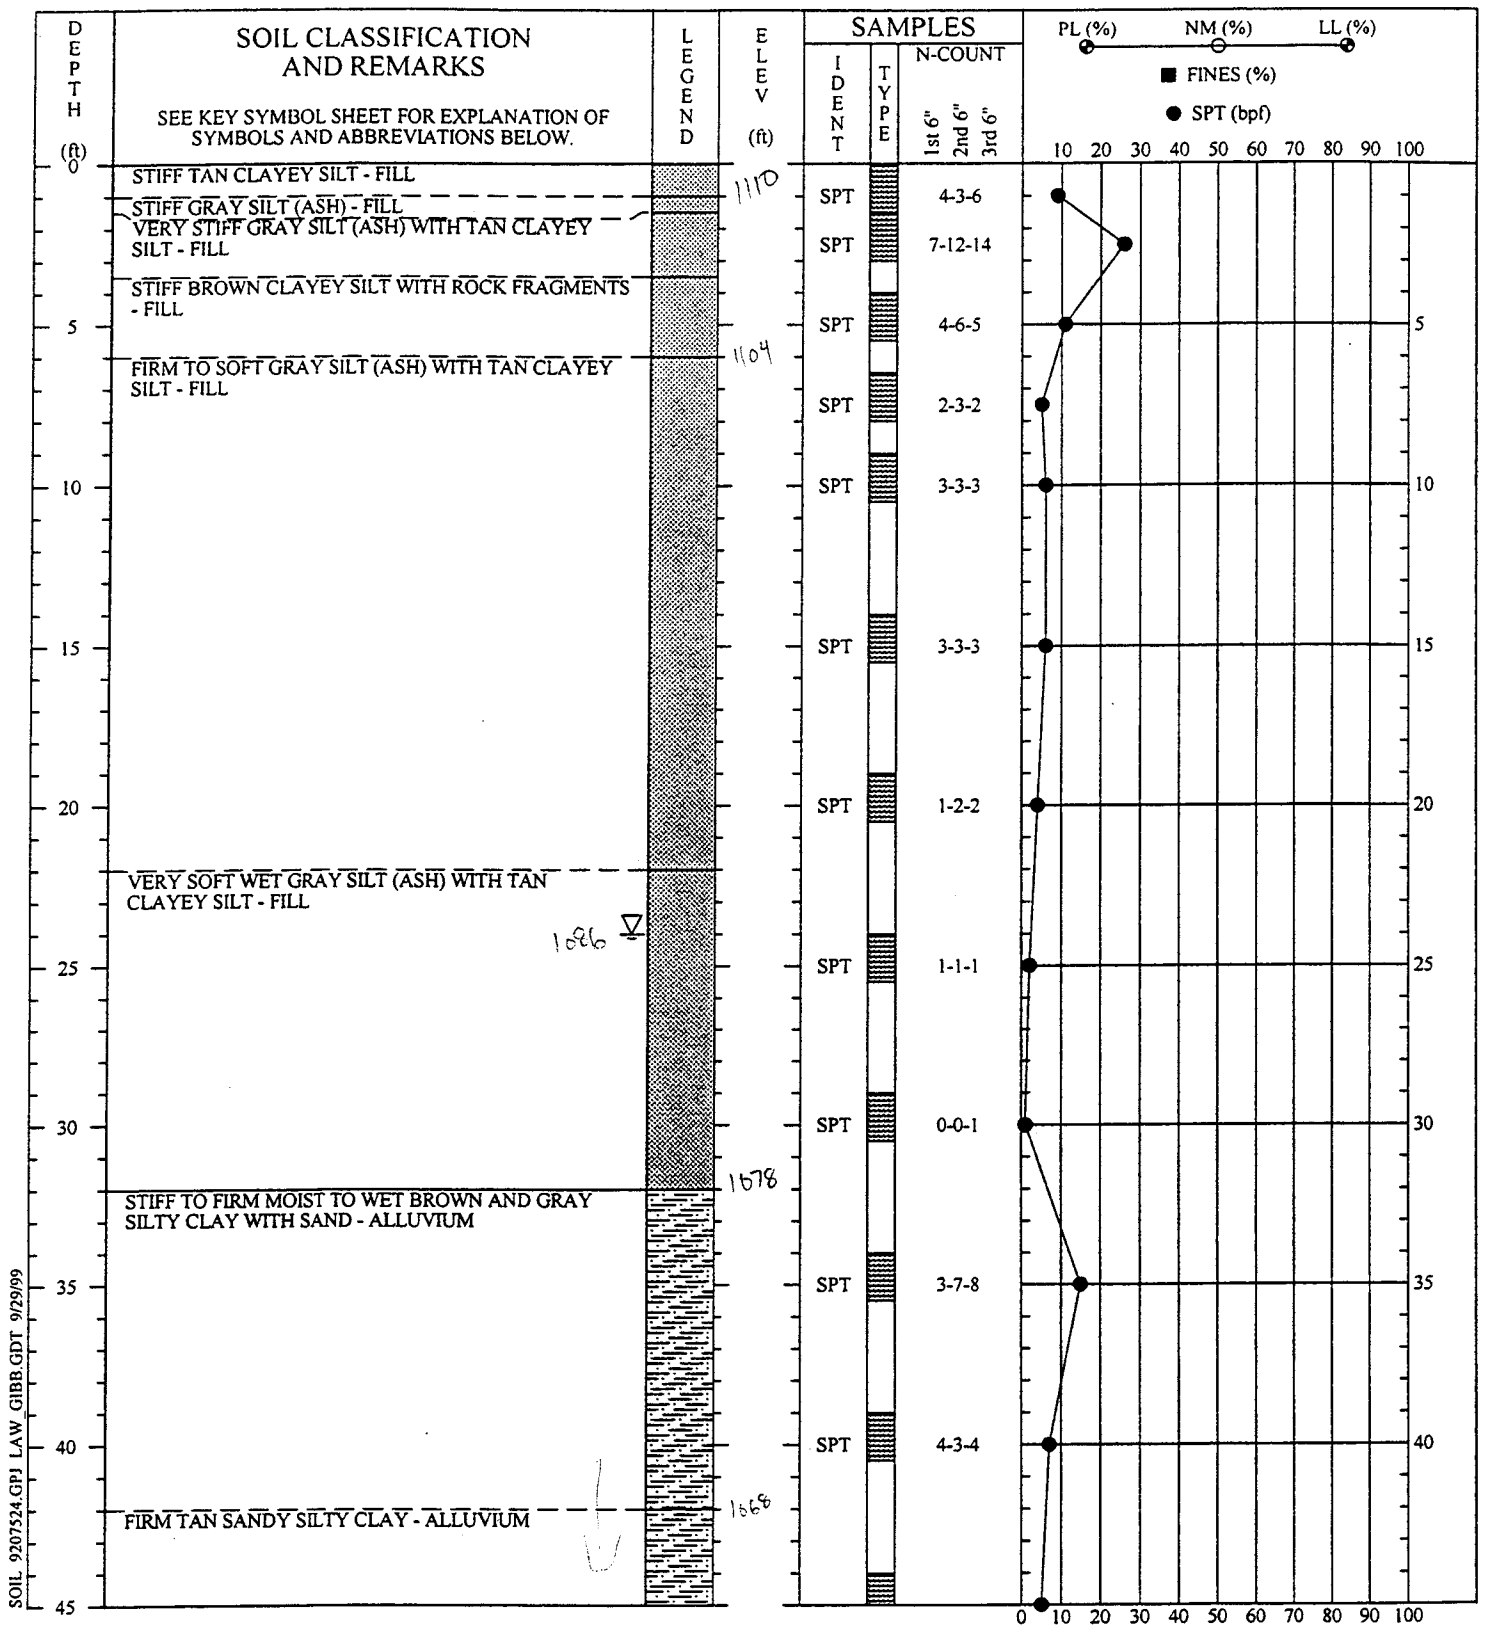 DEPTH
(ft)
SOIL CLASSIFICATION
AND REMARKS
SEE KEY SYMBOL SHEET FOR EXPLANATION OF
SYMBOLS AND ABBREVIATIONS BELOW.
LEGEND
ELEV
(ft)
SAMPLES
IDENT
TYPE
N-COUNT
1st 6"
2nd 6"
3rd 6"
PL (%) NM (%) LL (%)
FINES (%)
SPT (bpf)
10 20 30 40 50 60 70 80 90 100
0
STIFF TAN CLAYEY SILT - FILL
1110
SPT 4-3-6
STIFF GRAY SILT (ASH) - FILL
VERY STIFF GRAY SILT (ASH) WITH TAN CLAYEY
SILT - FILL
SPT 7-12-14
STIFF BROWN CLAYEY SILT WITH ROCK FRAGMENTS
- FILL
5 SPT 4-6-5 5
1104
FIRM TO SOFT GRAY SILT (ASH) WITH TAN CLAYEY
SILT - FILL
SPT 2-3-2
10 SPT 3-3-3 10
15 SPT 3-3-3 15
20 SPT 1-2-2 20
VERY SOFT WET GRAY SILT (ASH) WITH TAN
CLAYEY SILT - FILL
1086
25 SPT 1-1-1 25
30 SPT 0-0-1 30
1078
STIFF TO FIRM MOIST TO WET BROWN AND GRAY
SILTY CLAY WITH SAND - ALLUVIUM
35 SPT 3-7-8 35
40 SPT 4-3-4 40
1068
FIRM TAN SANDY SILTY CLAY - ALLUVIUM
45
0 10 20 30 40 50 60 70 80 90 100
SOIL 9207524.GPJ LAW_GIBB.GDT 9/29/99